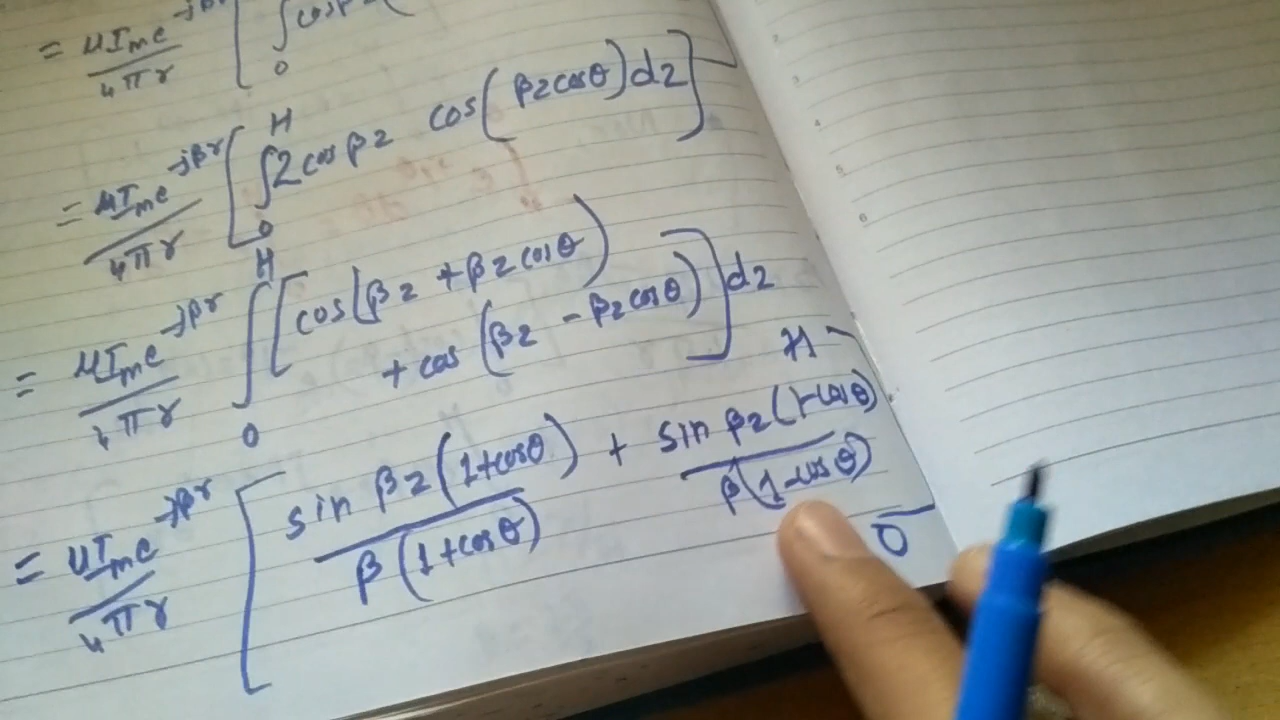 = μI_m e^{-jβr} / 4πr [ ∫_0 cosβz (
= μI_m e^{-jβr} / 4πr [ ∫_0^H 2 cos βz cos(βz cosθ) dz ]
= μI_m e^{-jβr} / 4πr ∫_0^H [ cos(βz + βz cosθ)
+ cos(βz - βz cosθ) ] dz
= μI_m e^{-jβr} / 4πr [ sin βz(1+cosθ) / β(1+cosθ) + sin βz(1-cosθ) / β(1-cosθ) ]_0^H